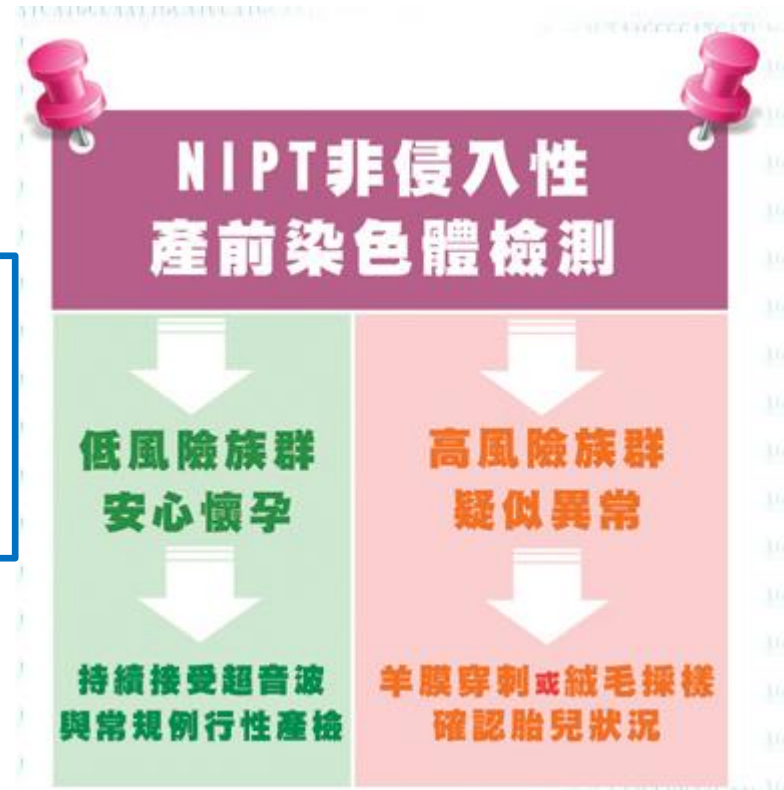 NIPT非侵入性
產前染色體檢測
低風險族群
安心懷孕
持續接受超音波
與常規例行性產檢
高風險族群
疑似異常
羊膜穿刺或絨毛採樣
確認胎兒狀況